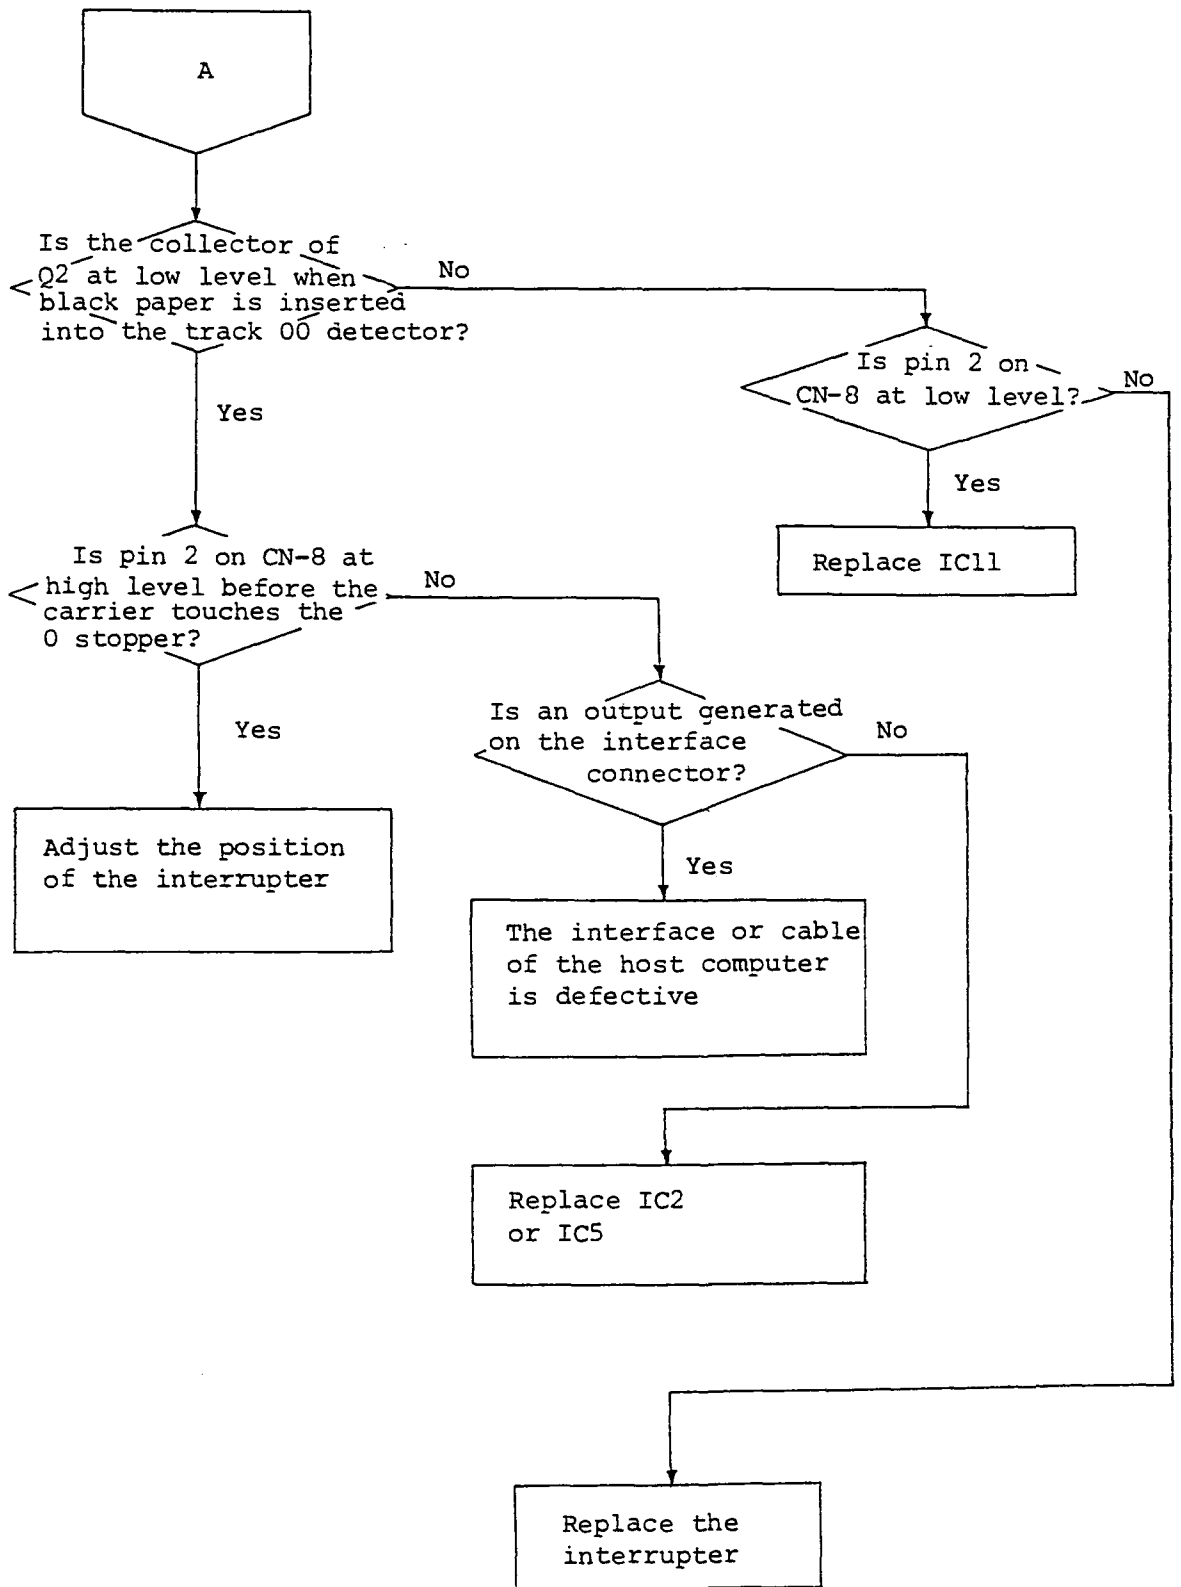 A
Is the collector of
Q2 at low level when
black paper is inserted
into the track 00 detector?
No
Yes
Is pin 2 on
CN-8 at low level?
No
Yes
Replace IC11
Is pin 2 on CN-8 at
high level before the
carrier touches the
0 stopper?
No
Yes
Adjust the position
of the interrupter
Is an output generated
on the interface
connector?
No
Yes
The interface or cable
of the host computer
is defective
Replace IC2
or IC5
Replace the
interrupter